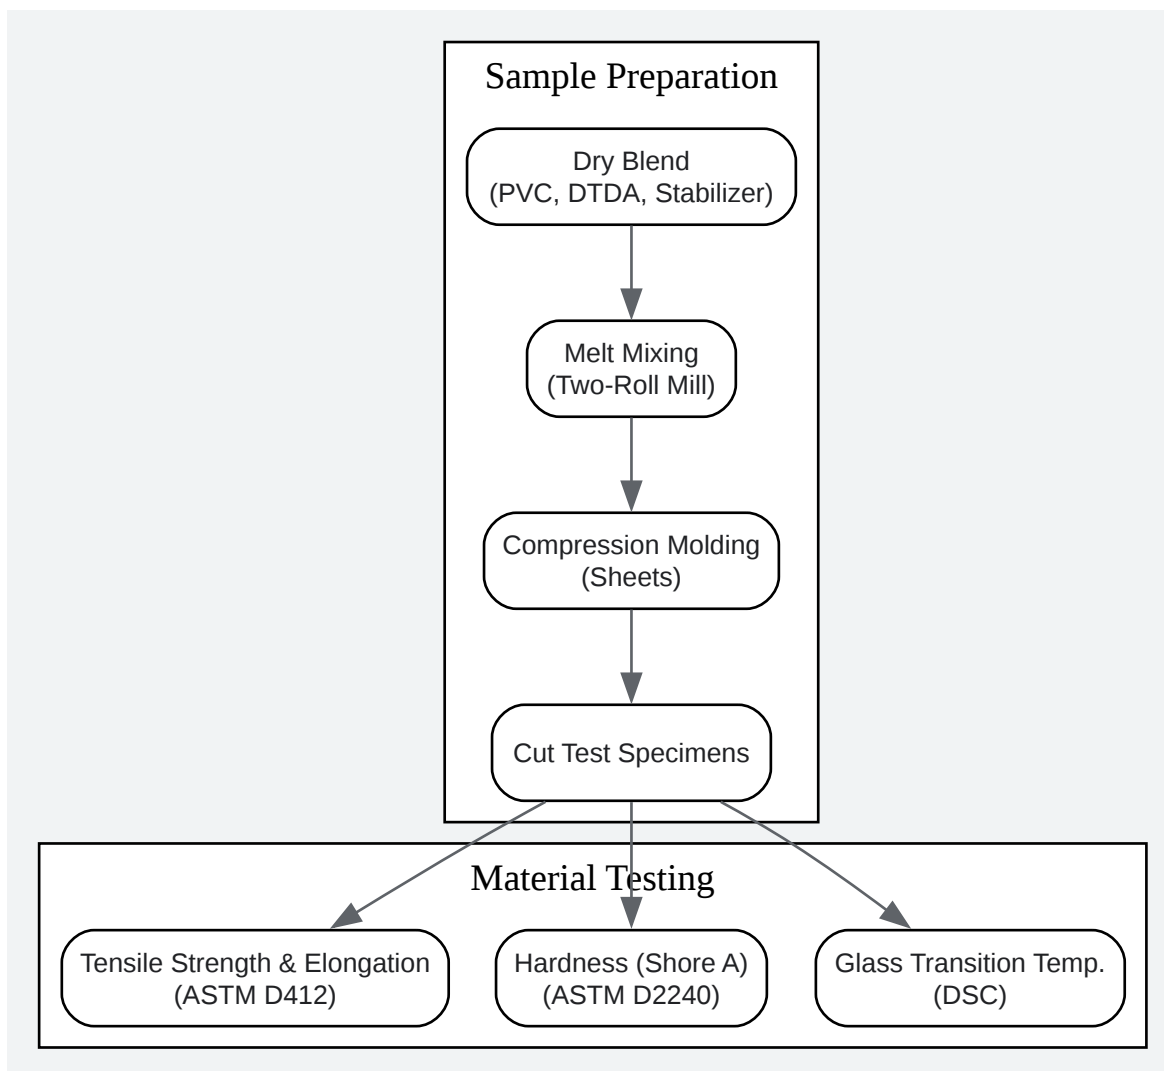 Sample Preparation
Dry Blend
(PVC, DTDA, Stabilizer)
Melt Mixing
(Two-Roll Mill)
Compression Molding
(Sheets)
Cut Test Specimens
Material Testing
Tensile Strength & Elongation
(ASTM D412)
Hardness (Shore A)
(ASTM D2240)
Glass Transition Temp.
(DSC)